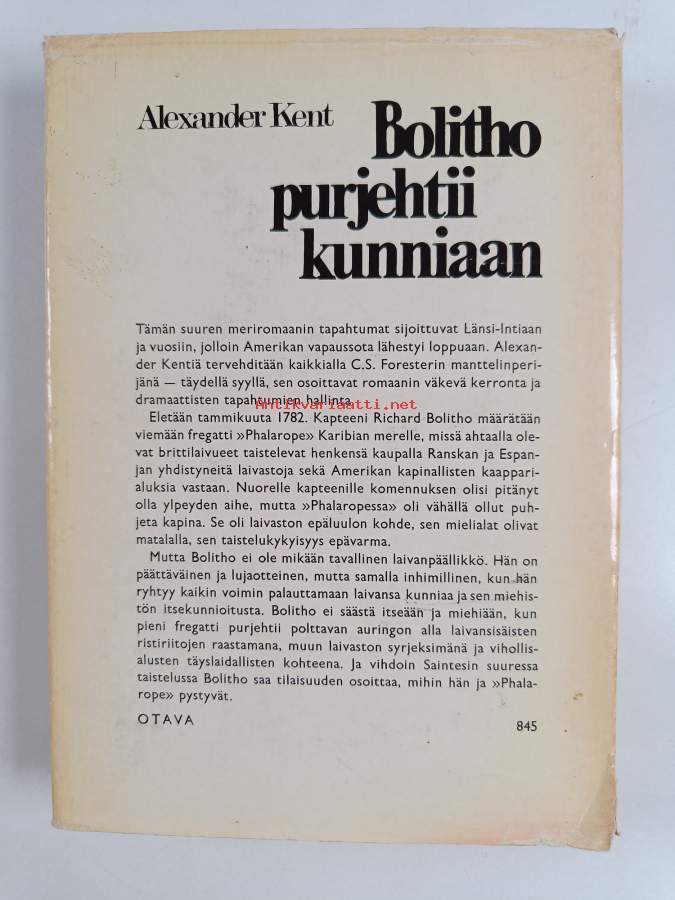 Alexander Kent
Bolitho
purjehtii
kunniaan
Tämän suuren meriromaanin tapahtumat sijoittuvat Länsi-Intiaan
ja vuosiin, jolloin Amerikan vapaussota lähestyi loppuaan. Alexan-
der Kentiä tervehditään kaikkialla C.S. Foresterin manttelinperi-
jänä — täydellä syyllä, sen osoittavat romaanin väkevä kerronta ja
dramaattisten tapahtumien hallinta.
antikvariaatti.net
Eletään tammikuuta 1782. Kapteeni Richard Bolitho määrätään
viemään fregatti »Phalarope» Karibian merelle, missä ahtaalla ole-
vat brittilaivueet taistelevat henkensä kaupalla Ranskan ja Espan-
jan yhdistyneitä laivastoja sekä Amerikan kapinallisten kaappari-
aluksia vastaan. Nuorelle kapteenille komennuksen olisi pitänyt
olla ylpeyden aihe, mutta »Phalaropessa» oli vähällä ollut puh-
jeta kapina. Se oli laivaston epäluulon kohde, sen mielialat olivat
matalalla, sen taistelukykyisyys epävarma.
Mutta Bolitho ei ole mikään tavallinen laivanpäällikkö. Hän on
päättäväinen ja lujaotteinen, mutta samalla inhimillinen, kun hän
ryhtyy kaikin voimin palauttamaan laivansa kunniaa ja sen miehis-
tön itsekunnioitusta. Bolitho ei säästä itseään ja miehiään, kun
pieni fregatti purjehtii polttavan auringon alla laivansisäisten
ristiriitojen raastamana, muun laivaston syrjeksimänä ja vihollis-
alusten täyslaidallisten kohteena. Ja vihdoin Saintesin suuressa
taistelussa Bolitho saa tilaisuuden osoittaa, mihin hän ja »Phala-
rope» pystyvät.
OTAVA
845